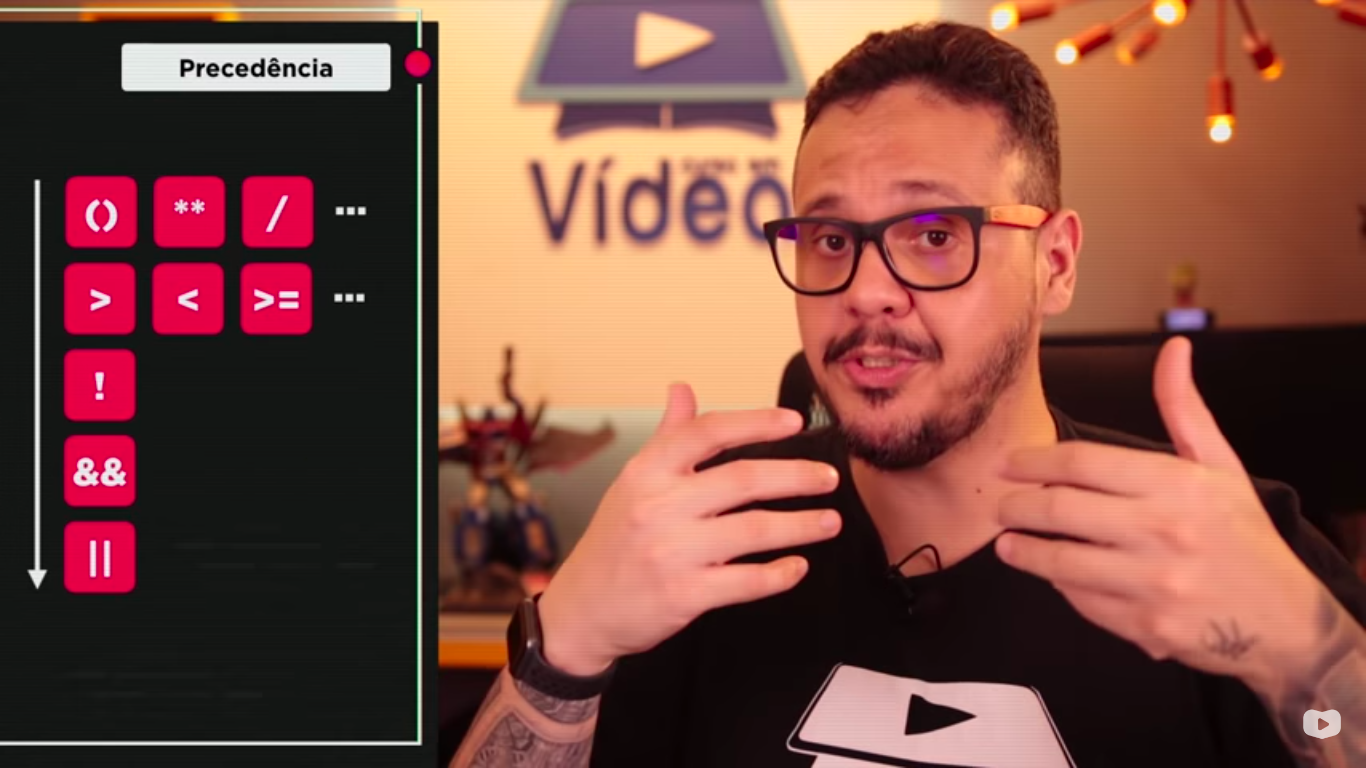 Precedência
() ** / ...
> < >= ...
!
&&
||
Vídeo